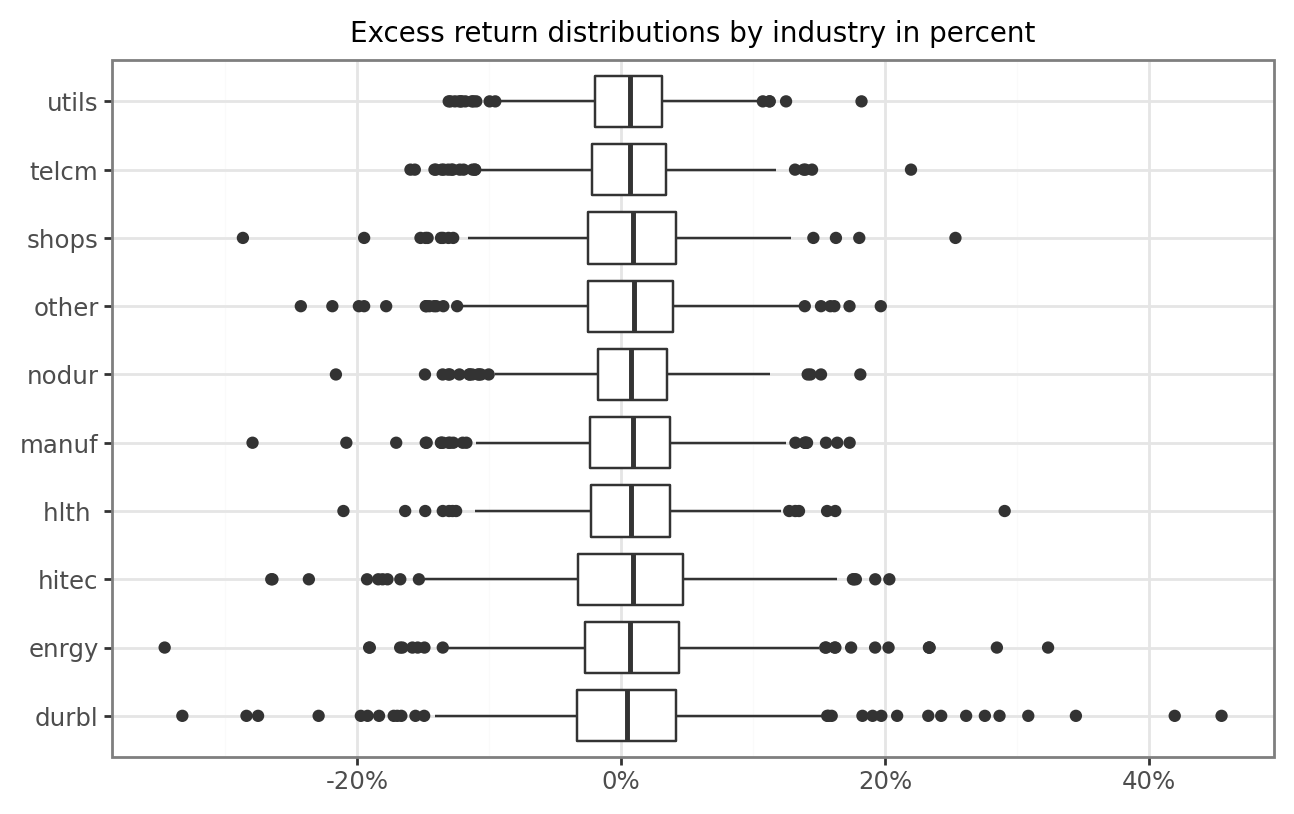 Excess return distributions by industry in percent
utils
telcm
shops
other
nodur
manuf
hlth
hitec
enrgy
durbl
-20% 0% 20% 40%